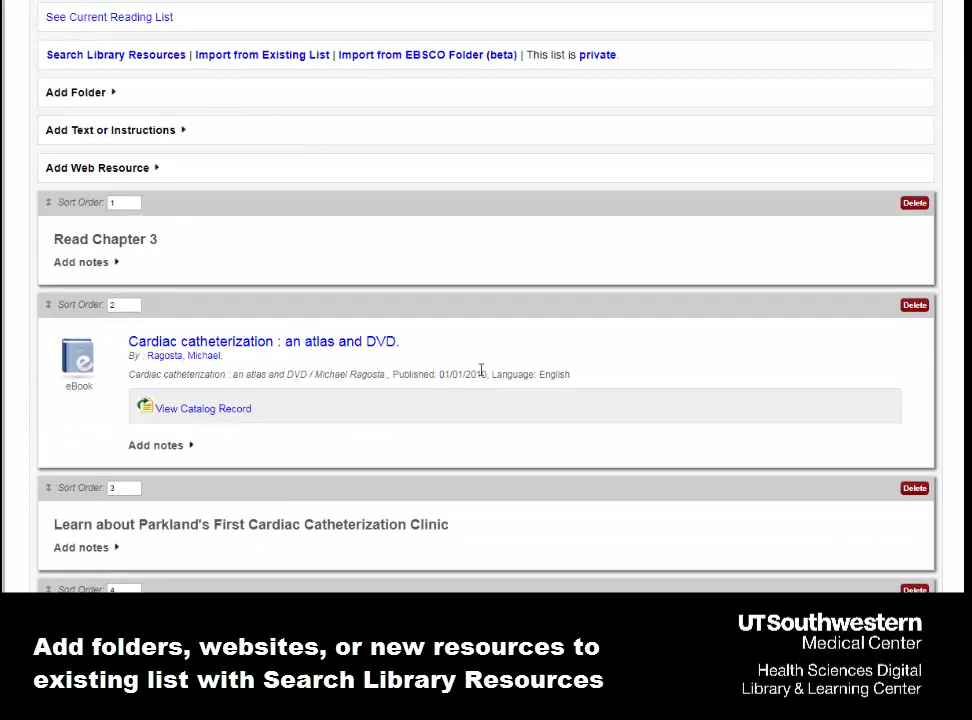 See Current Reading List
Search Library Resources | Import from Existing List | Import from EBSCO Folder (beta) | This list is private.
Add Folder
Add Text or Instructions
Add Web Resource
Sort Order: 1 Delete
Read Chapter 3
Add notes
Sort Order: 2 Delete
Cardiac catheterization : an atlas and DVD.
By : Ragosta, Michael.
Cardiac catheterization : an atlas and DVD / Michael Ragosta., Published: 01/01/2010, Language: English
eBook
View Catalog Record
Add notes
Sort Order: 3 Delete
Learn about Parkland's First Cardiac Catheterization Clinic
Add notes
Sort Order: 4 Delete
Add folders, websites, or new resources to
existing list with Search Library Resources
UTSouthwestern
Medical Center
Health Sciences Digital
Library & Learning Center